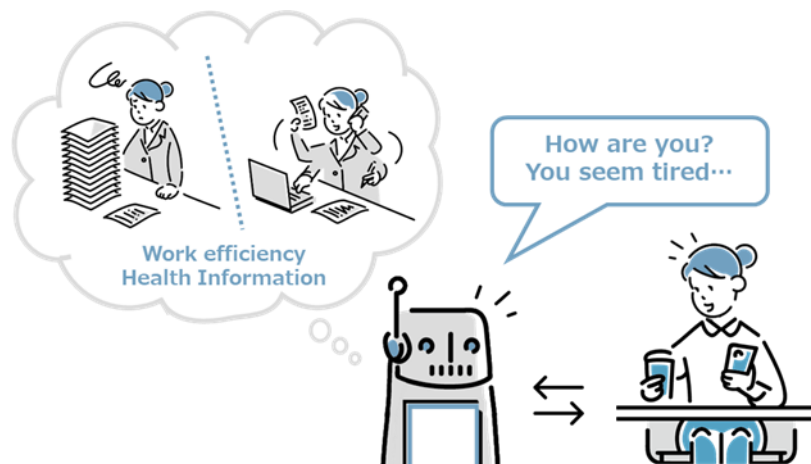 How are you?
You seem tired…
Work efficiency
Health Information